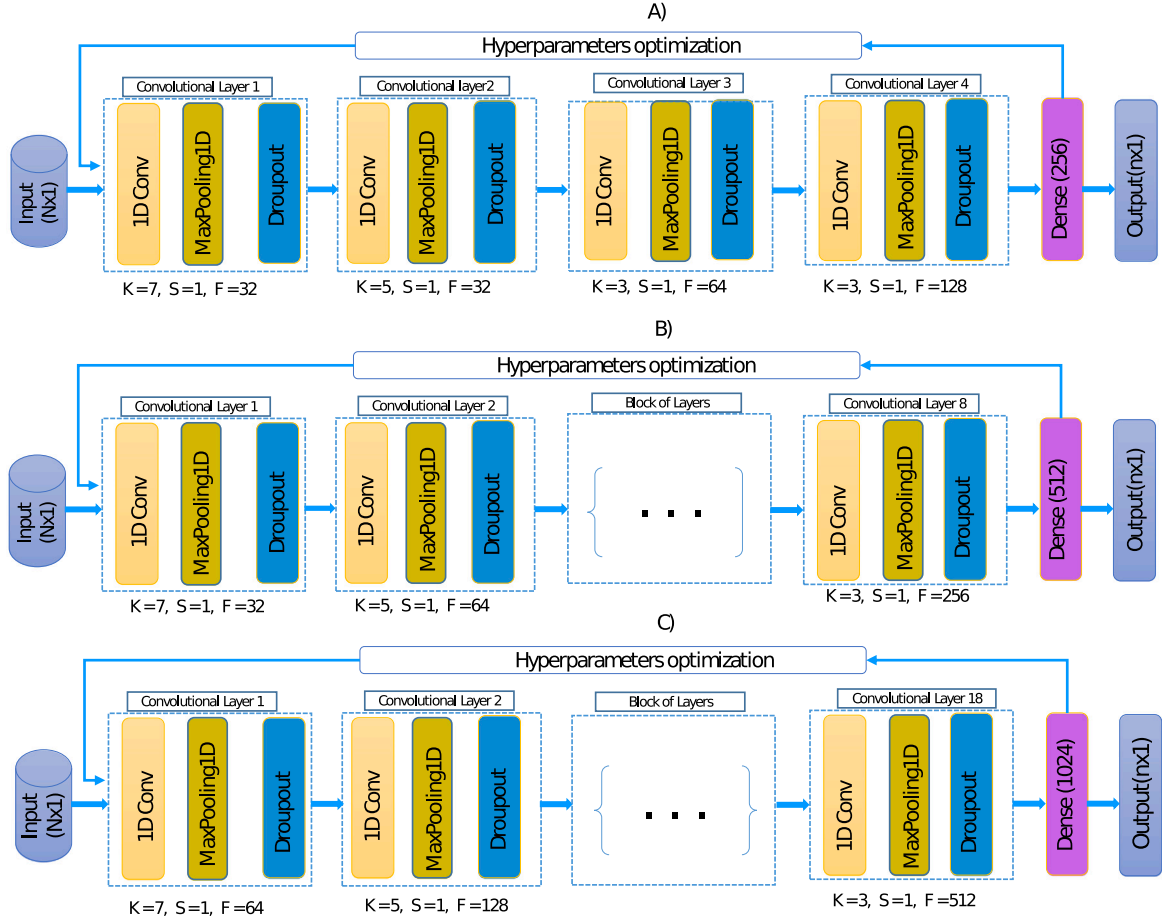 A)
Hyperparameters optimization
Convolutional Layer 1
Convolutional layer2
Convolutional Layer 3
Convolutional Layer 4
Input
(Nx1)
1D Conv
MaxPooling1D
Droupout
1D Conv
MaxPooling1D
Droupout
1D Conv
MaxPooling1D
Droupout
1D Conv
MaxPooling1D
Droupout
Dense (256)
Output(nx1)
K=7, S=1, F=32
K=5, S=1, F=32
K=3, S=1, F=64
K=3, S=1, F=128
B)
Hyperparameters optimization
Convolutional Layer 1
Convolutional Layer 2
Block of Layers
Convolutional Layer 8
Input
(Nx1)
1D Conv
MaxPooling1D
Droupout
1D Conv
MaxPooling1D
Droupout
{ ... }
1D Conv
MaxPooling1D
Droupout
Dense (512)
Output(nx1)
K=7, S=1, F=32
K=5, S=1, F=64
K=3, S=1, F=256
C)
Hyperparameters optimization
Convolutional Layer 1
Convolutional Layer 2
Block of Layers
Convolutional Layer 18
Input
(Nx1)
1D Conv
MaxPooling1D
Droupout
1D Conv
MaxPooling1D
Droupout
{ ... }
1D Conv
MaxPooling1D
Droupout
Dense (1024)
Output(nx1)
K=7, S=1, F=64
K=5, S=1, F=128
K=3, S=1, F=512